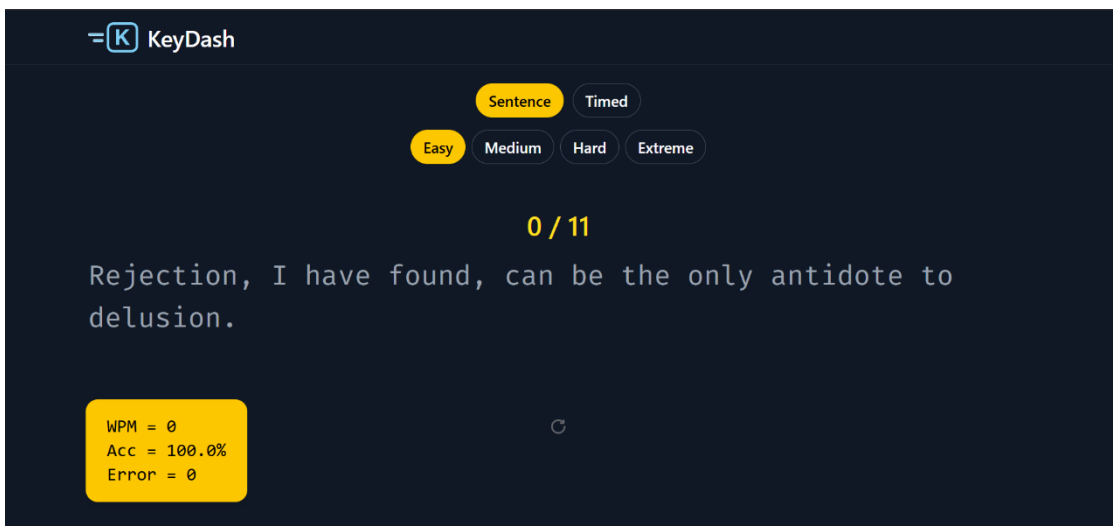 K KeyDash
Sentence Timed
Easy Medium Hard Extreme
0 / 11
Rejection, I have found, can be the only antidote to
delusion.
WPM = 0
Acc = 100.0%
Error = 0